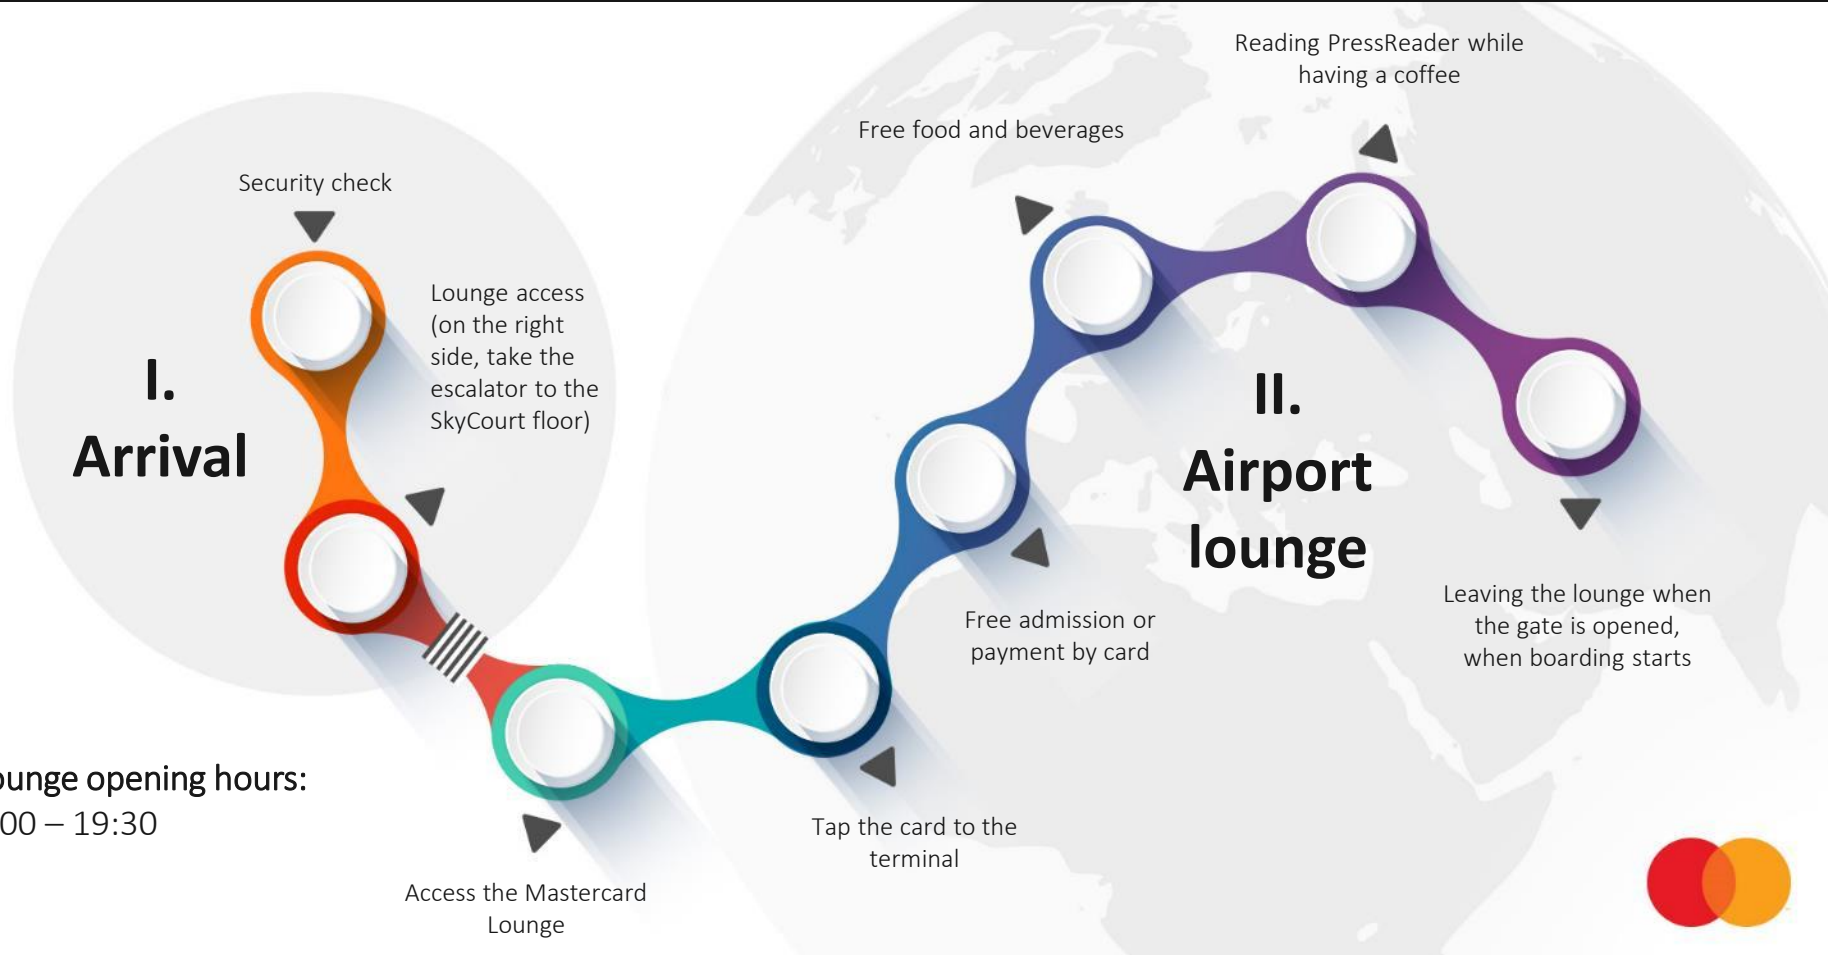 Reading PressReader while
having a coffee
Free food and beverages
Security check
Lounge access
(on the right
side, take the
escalator to the
SkyCourt floor)
I.
Arrival
II.
Airport
lounge
Free admission or
payment by card
Leaving the lounge when
the gate is opened,
when boarding starts
opening hours:
– 19:30
Tap the card to the
terminal
Access the Mastercard
Lounge